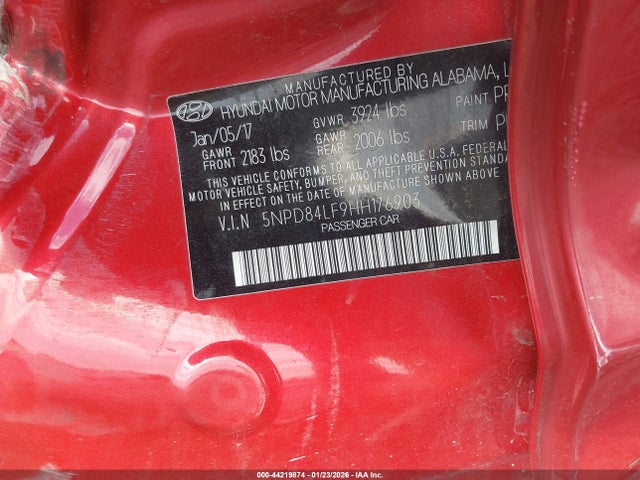 MANUFACTURED BY
HYUNDAI MOTOR MANUFACTURING ALABAMA, L
Jan/05/17 GVWR 3924 lbs PAINT
GAWR FRONT 2183 lbs GAWR REAR 2006 lbs TRIM
THIS VEHICLE CONFORMS TO ALL APPLICABLE U.S.A. FEDERAL
MOTOR VEHICLE SAFETY, BUMPER, AND THEFT PREVENTION STANDA
IN EFFECT ON THE DATE OF MANUFACTURE SHOWN ABOVE
V.I.N 5NPD84LF9HH176903
PASSENGER CAR
000-44219874 | 01/23/2026 | IAA Inc.